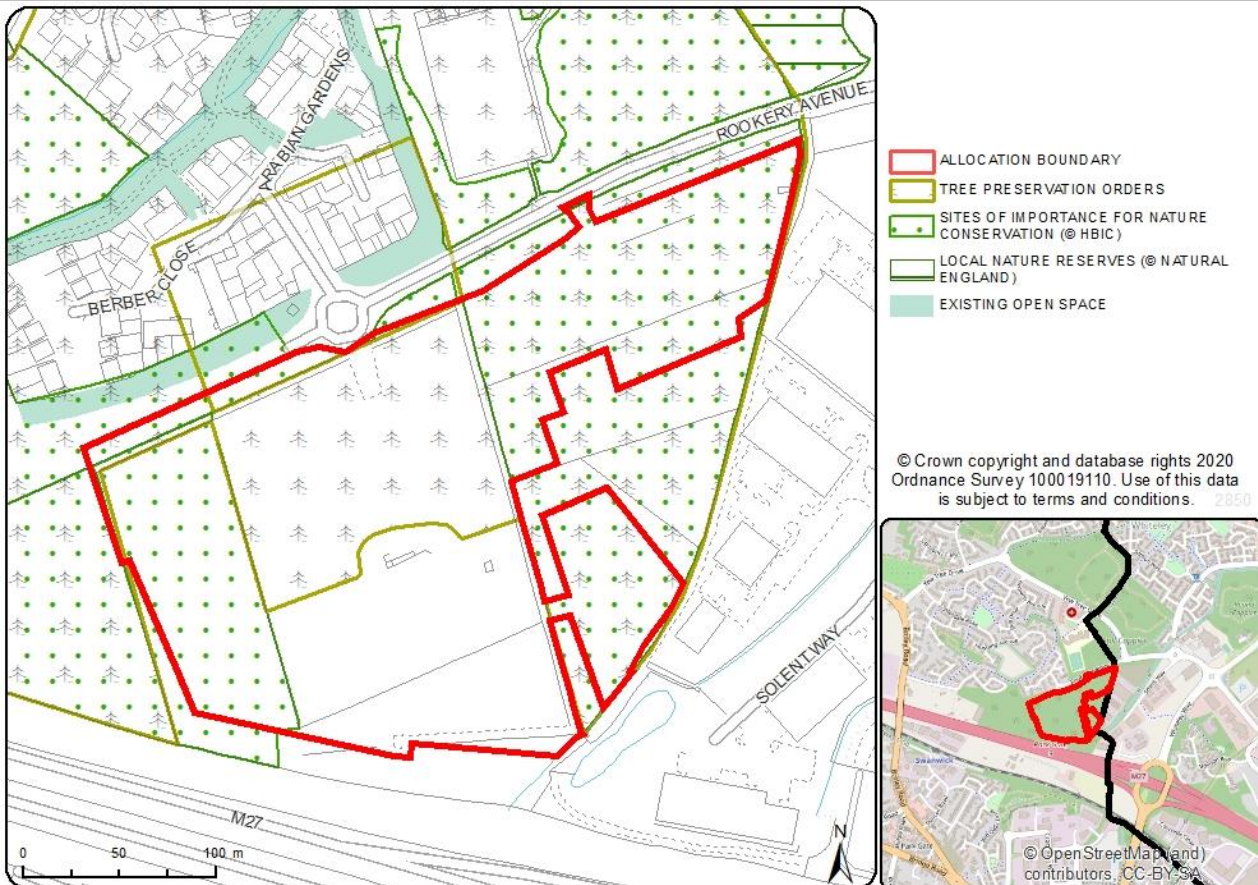 ARABIAN GARDENS
ROOKERY AVENUE
BERBER CLOSE
SOLENT WAY
M27
0 50 100 m
N
ALLOCATION BOUNDARY
TREE PRESERVATION ORDERS
SITES OF IMPORTANCE FOR NATURE
CONSERVATION (© HBIC)
LOCAL NATURE RESERVES (© NATURAL
ENGLAND)
EXISTING OPEN SPACE
© Crown copyright and database rights 2020
Ordnance Survey 100019110. Use of this data
is subject to terms and conditions. 2850
Whiteley
Swanwick
M27
© OpenStreetMap (and)
contributors, CC-BY-SA